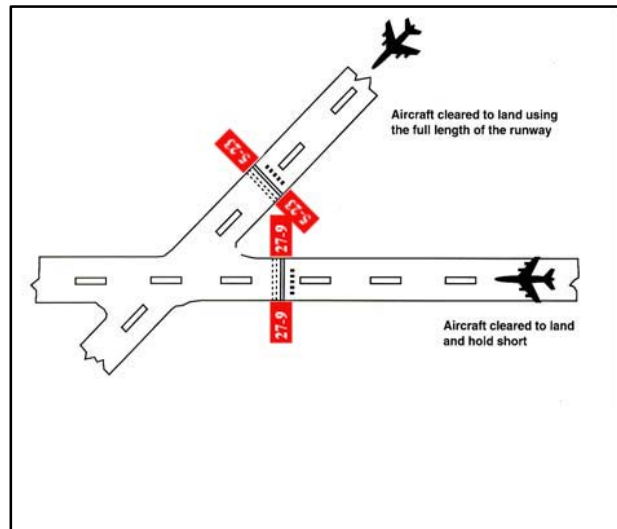 Aircraft cleared to land using
the full length of the runway
5-23
5-23
27-9
27-9
Aircraft cleared to land
and hold short